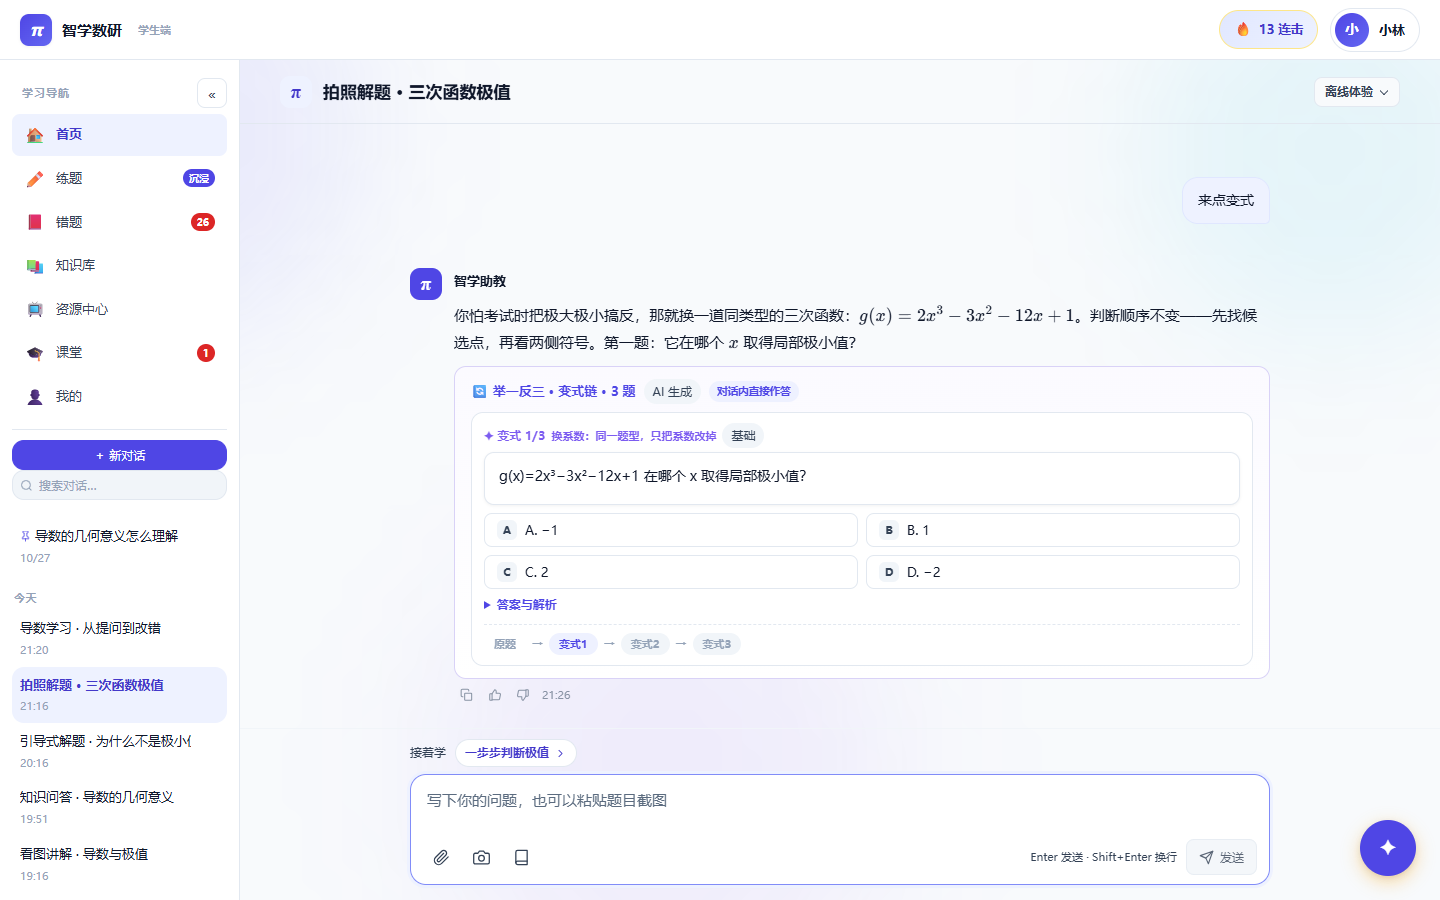 π 智学数研 学生端
13 连击
小 小林
学习导航 «
首页
练题 沉浸
错题 26
知识库
资源中心
课堂 1
我的
+ 新对话
搜索对话...
导数的几何意义怎么理解
10/27
今天
导数学习 · 从提问到改错
21:20
拍照解题 • 三次函数极值
21:16
引导式解题 · 为什么不是极小值
20:16
知识问答 · 导数的几何意义
19:51
看图讲解 · 导数与极值
19:16
π 拍照解题 • 三次函数极值
离线体验
来点变式
π 智学助教
你怕考试时把极大极小搞反，那就换一道同类型的三次函数：g(x) = 2x³ − 3x² − 12x + 1。判断顺序不变——先找候
选点，再看两侧符号。第一题：它在哪个 x 取得局部极小值？
举一反三 • 变式链 • 3 题 AI 生成 对话内直接作答
✦ 变式 1/3 换系数：同一题型，只把系数改掉 基础
g(x)=2x³−3x²−12x+1 在哪个 x 取得局部极小值？
A A. −1
B B. 1
C C. 2
D D. −2
▶ 答案与解析
原题 → 变式1 → 变式2 → 变式3
21:26
接着学 一步步判断极值 ›
写下你的问题，也可以粘贴题目截图
Enter 发送 · Shift+Enter 换行 发送